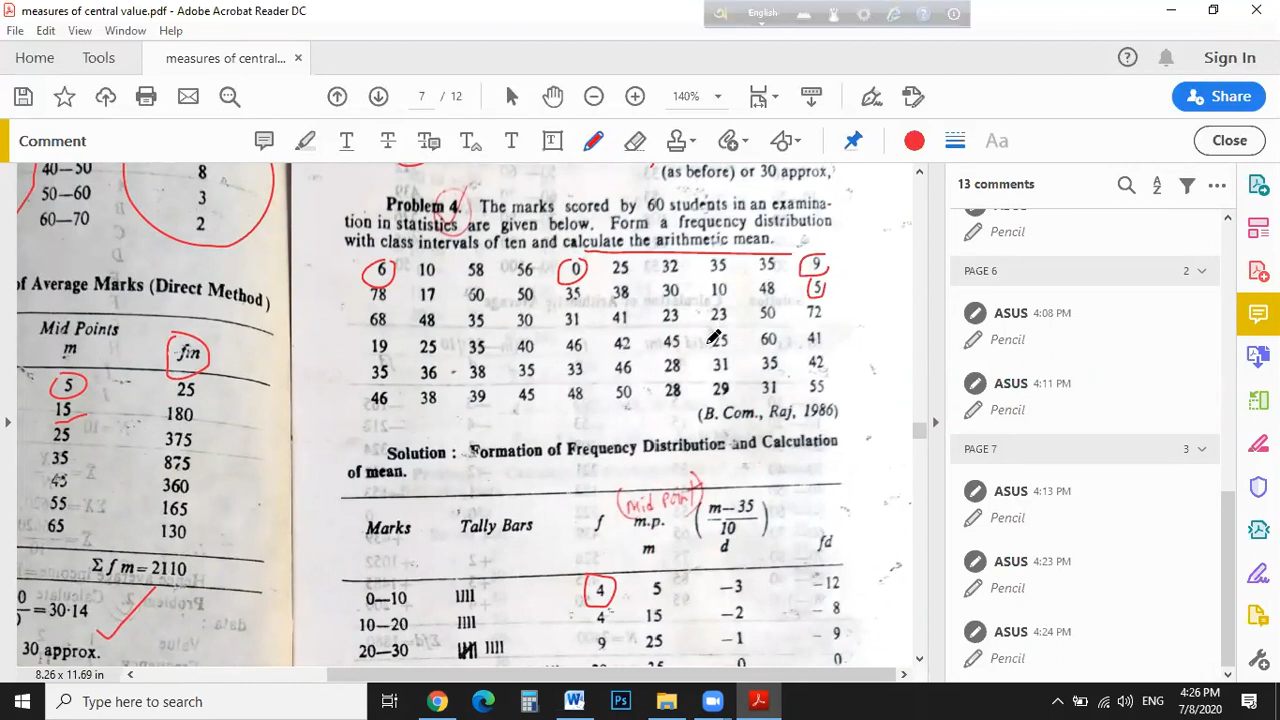 measures of central value.pdf - Adobe Acrobat Reader DC
English
File Edit View Window Help
Home Tools measures of central... × Sign In
7 / 12 140% Share
Comment Close
40—50 8
50—60 3
60—70 2
of Average Marks (Direct Method)
Mid Points
m fm
5 25
15 180
25 375
35 875
45 360
55 165
65 130
Σ f m = 2110
=30·14
30 approx.
(as before) or 30 approx,
Problem 4. The marks scored by 60 students in an examina-
tion in statistics are given below. Form a frequency distribution
with class intervals of ten and calculate the arithmetic mean.
6 10 58 56 0 25 32 35 35 9
78 17 60 50 35 38 30 10 48 5
68 48 35 30 31 41 23 23 50 72
19 25 35 40 46 42 45 25 60 41
35 36 38 35 33 46 28 31 35 42
46 38 39 45 48 50 28 29 31 55
(B. Com., Raj, 1986)
Solution : Formation of Frequency Distribution and Calculation
of mean.
(mid point)
Marks Tally Bars f m.p. (m—35
10)
m d fd
0—10 |||| 4 5 —3 —12
10—20 |||| 4 15 —2 — 8
20—30 |||| |||| 9 25 —1 — 9
0
13 comments
Pencil
PAGE 6 2
ASUS 4:08 PM
Pencil
ASUS 4:11 PM
Pencil
PAGE 7 3
ASUS 4:13 PM
Pencil
ASUS 4:23 PM
Pencil
ASUS 4:24 PM
Pencil
8.26 x 11.69 in
Type here to search
ENG
4:26 PM
7/8/2020